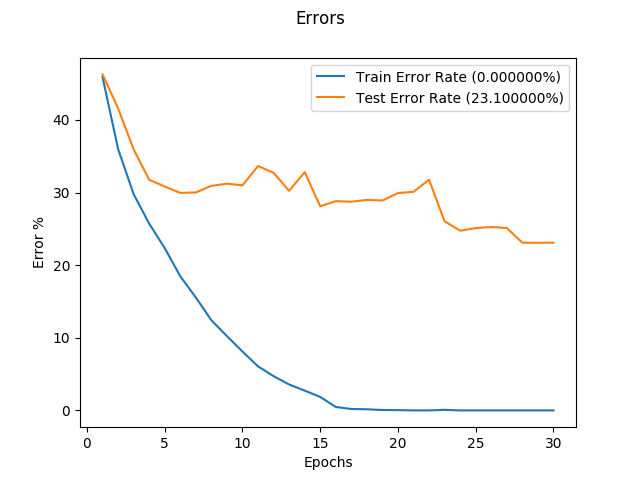 Errors
Train Error Rate (0.000000%)
Test Error Rate (23.100000%)
Error %
40
30
20
10
0
0 5 10 15 20 25 30
Epochs